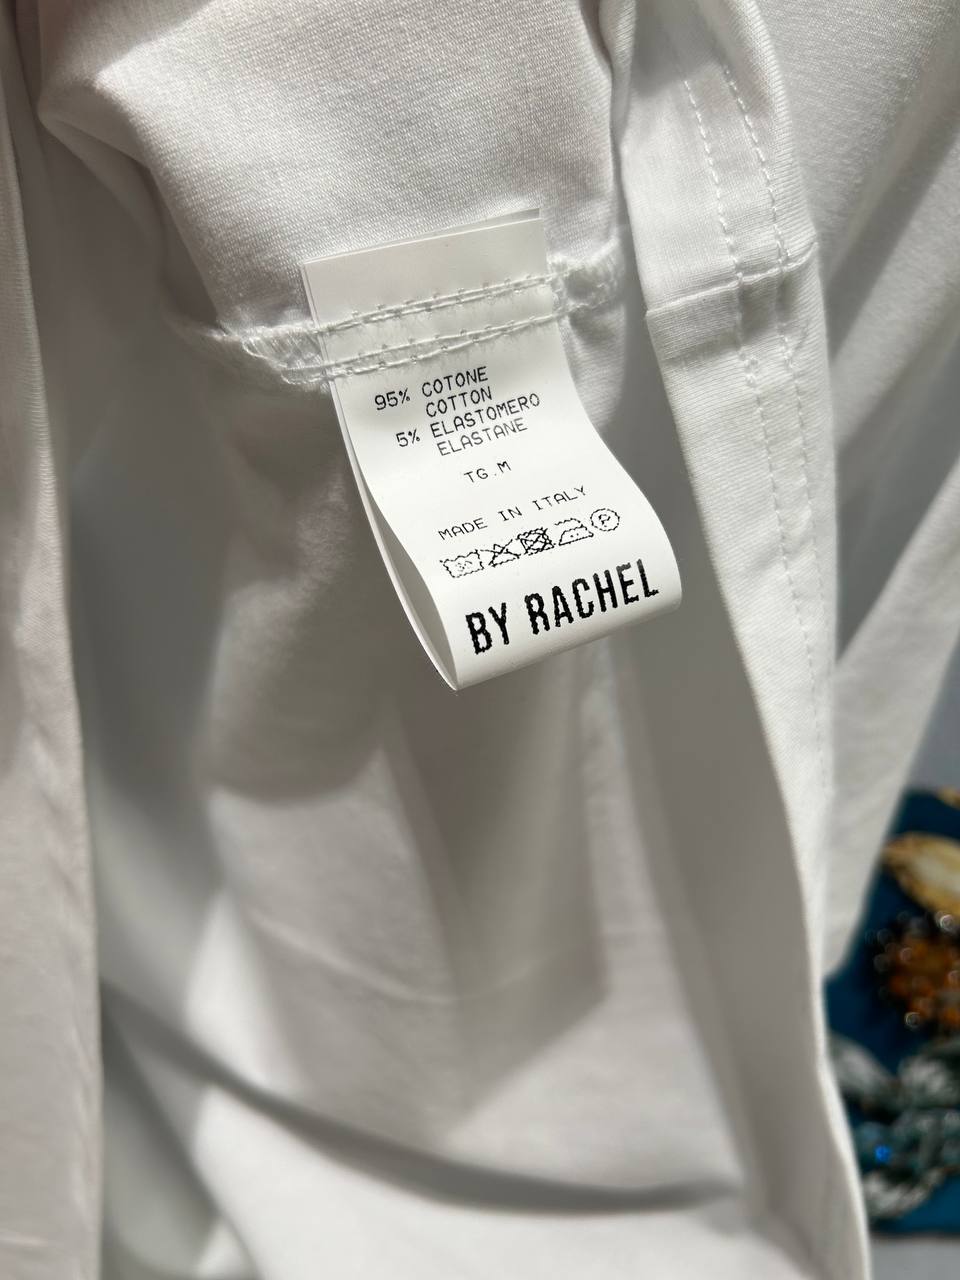 95% COTONE
COTTON
5% ELASTOMERO
ELASTANE
TG.M
MADE IN ITALY
P
BY RACHEL